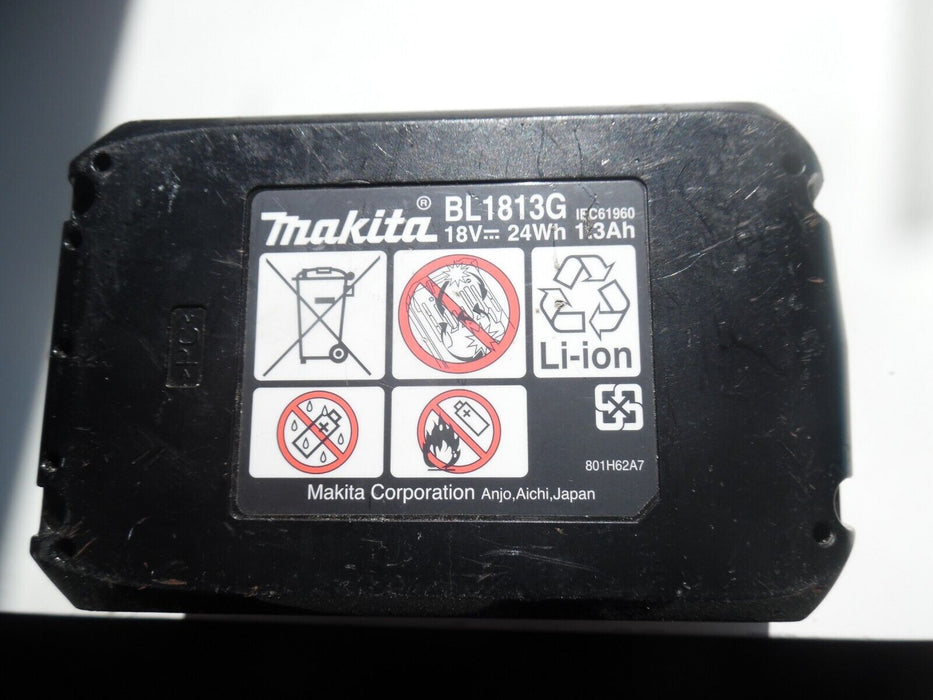 makita® BL1813G IEC61960
18V⎓ 24Wh 1.3Ah
Li-ion
801H62A7
Makita Corporation Anjo,Aichi,Japan